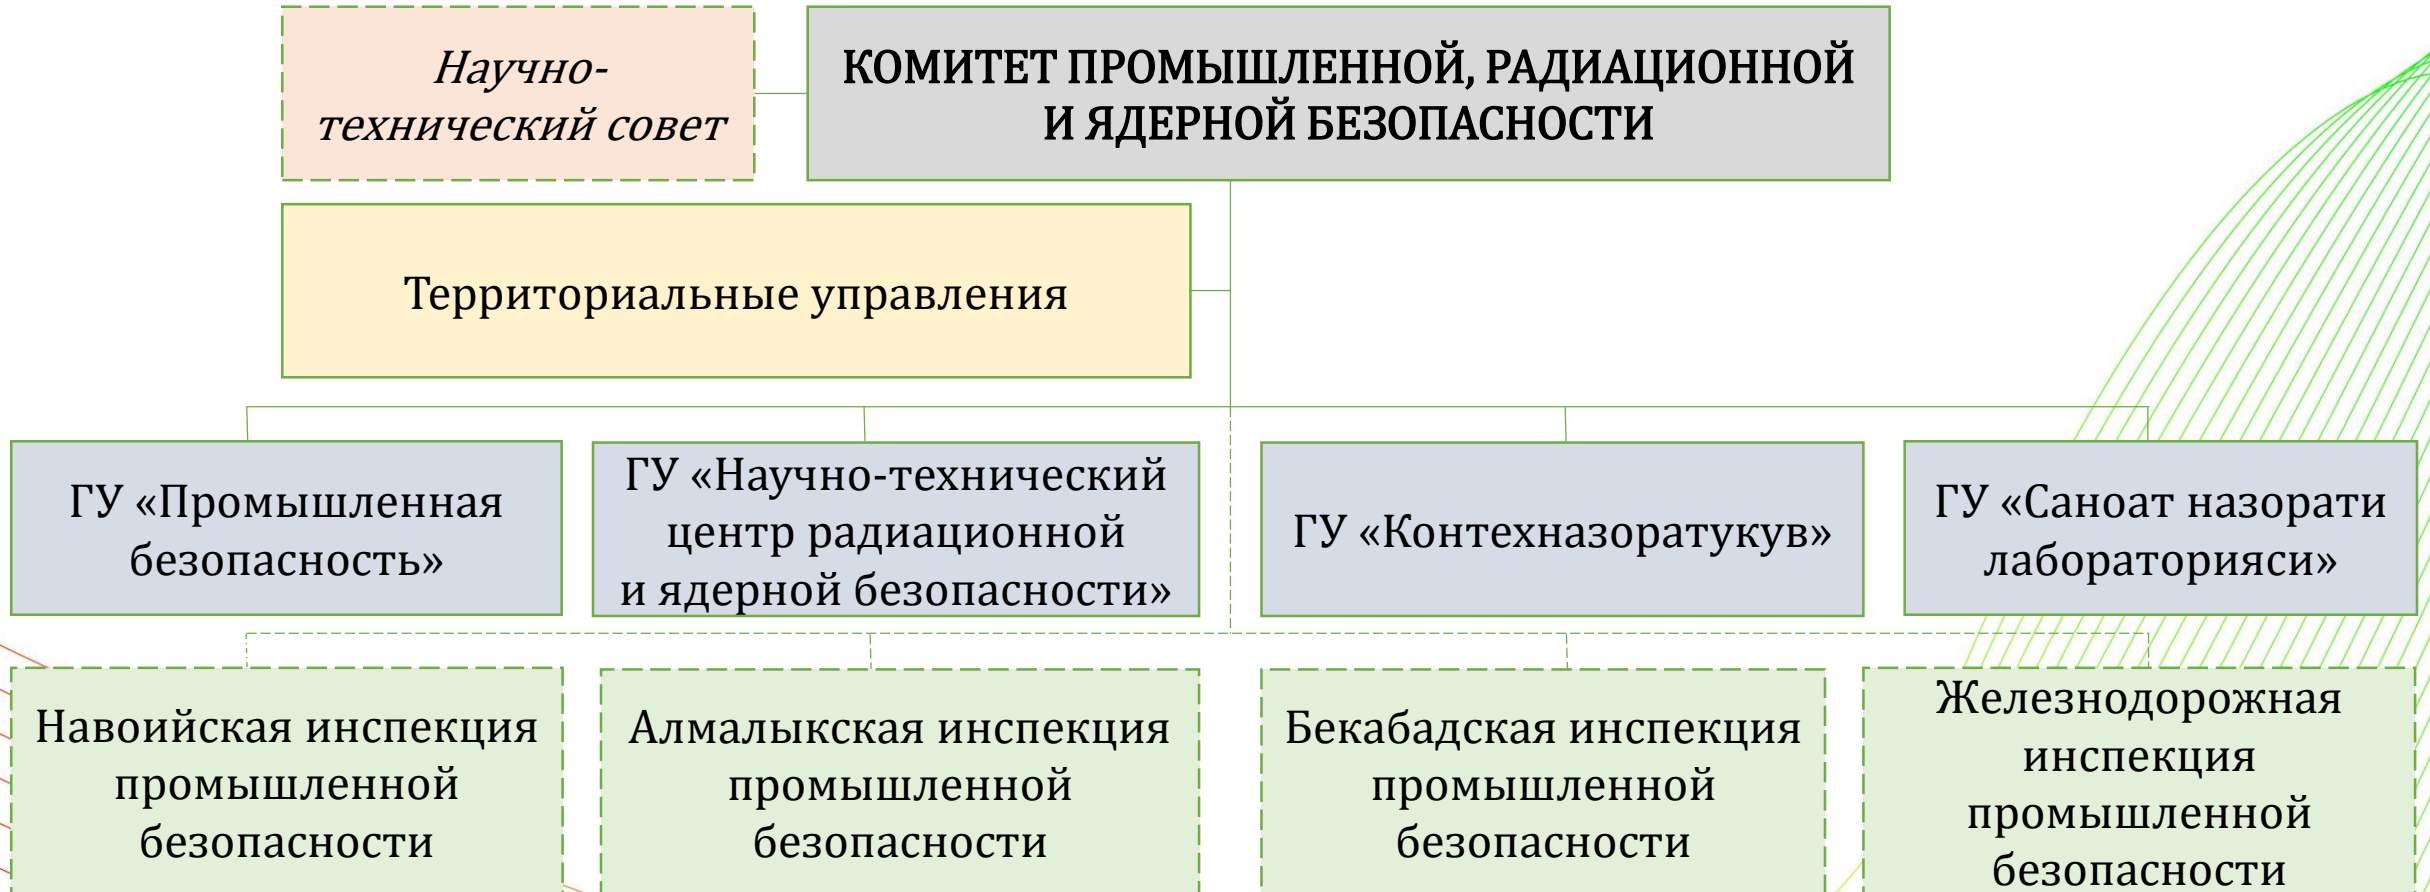 Научно-
технический совет
КОМИТЕТ ПРОМЫШЛЕННОЙ, РАДИАЦИОННОЙ
И ЯДЕРНОЙ БЕЗОПАСНОСТИ
Территориальные управления
ГУ «Промышленная
безопасность»
ГУ «Научно-технический
центр радиационной
и ядерной безопасности»
ГУ «Контехназоратукув»
ГУ «Саноат назорати
лабораторияси»
Навоийская инспекция
промышленной
безопасности
Алмалыкская инспекция
промышленной
безопасности
Бекабадская инспекция
промышленной
безопасности
Железнодорожная
инспекция
промышленной
безопасности